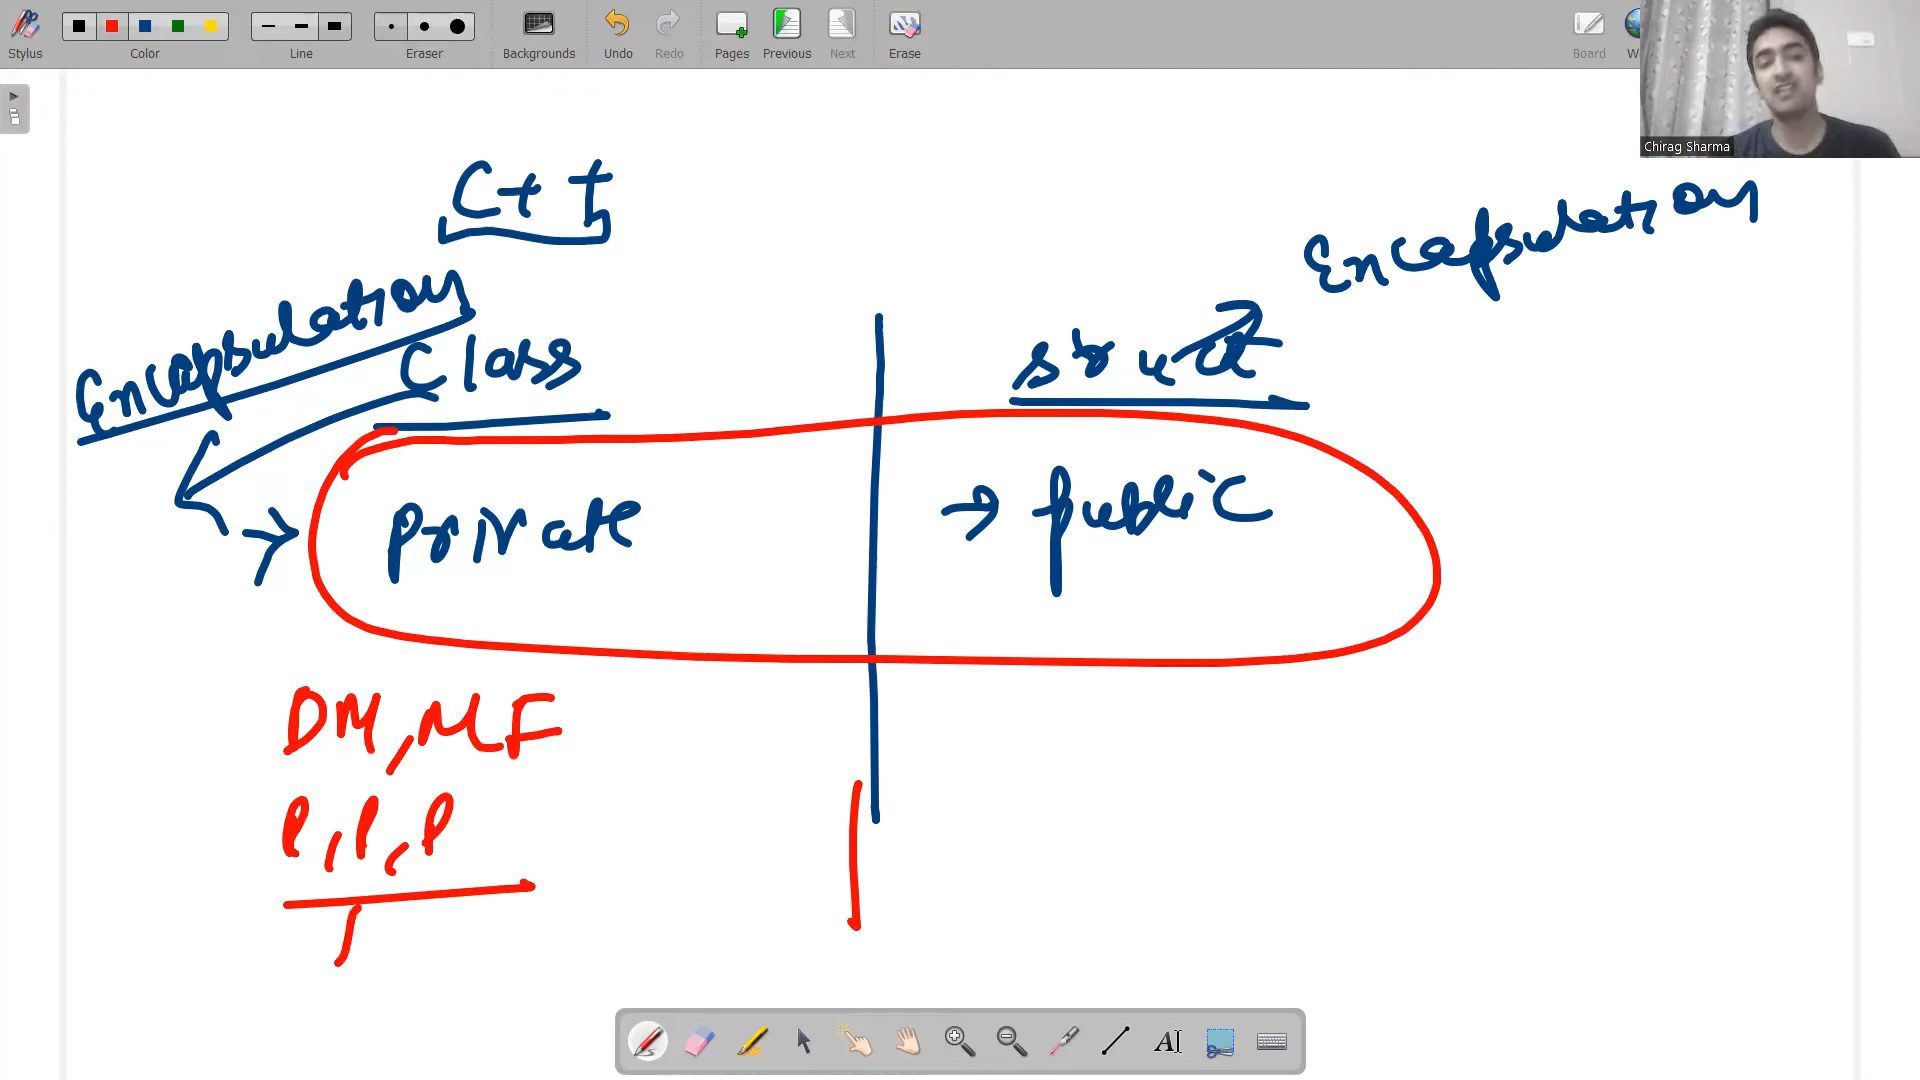 Stylus
Color
Line
Eraser
Backgrounds
Undo
Redo
Pages
Previous
Next
Erase
Board
W
Chirag Sharma
C++
Encapsulation
Encapsulation
Class
struct
private
→ public
DM, MF
P, P, P
AI